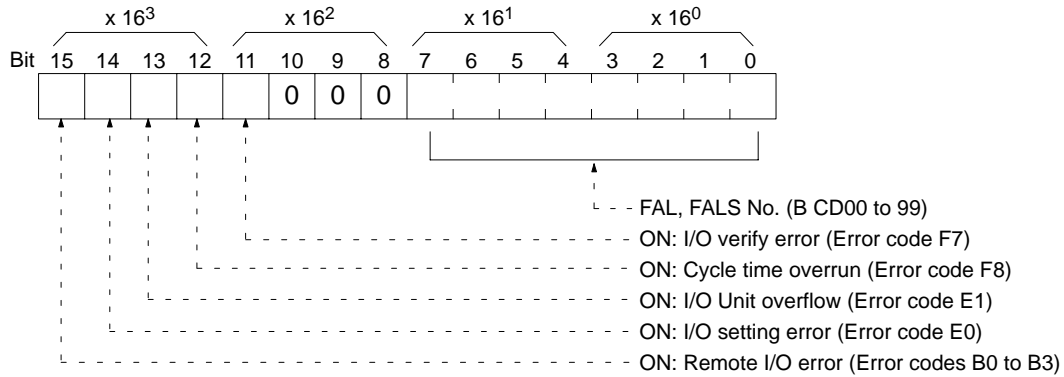 x 16³ x 16² x 16¹ x 16⁰
Bit 15 14 13 12 11 10 9 8 7 6 5 4 3 2 1 0
0 0 0
FAL, FALS No. (B CD00 to 99)
ON: I/O verify error (Error code F7)
ON: Cycle time overrun (Error code F8)
ON: I/O Unit overflow (Error code E1)
ON: I/O setting error (Error code E0)
ON: Remote I/O error (Error codes B0 to B3)